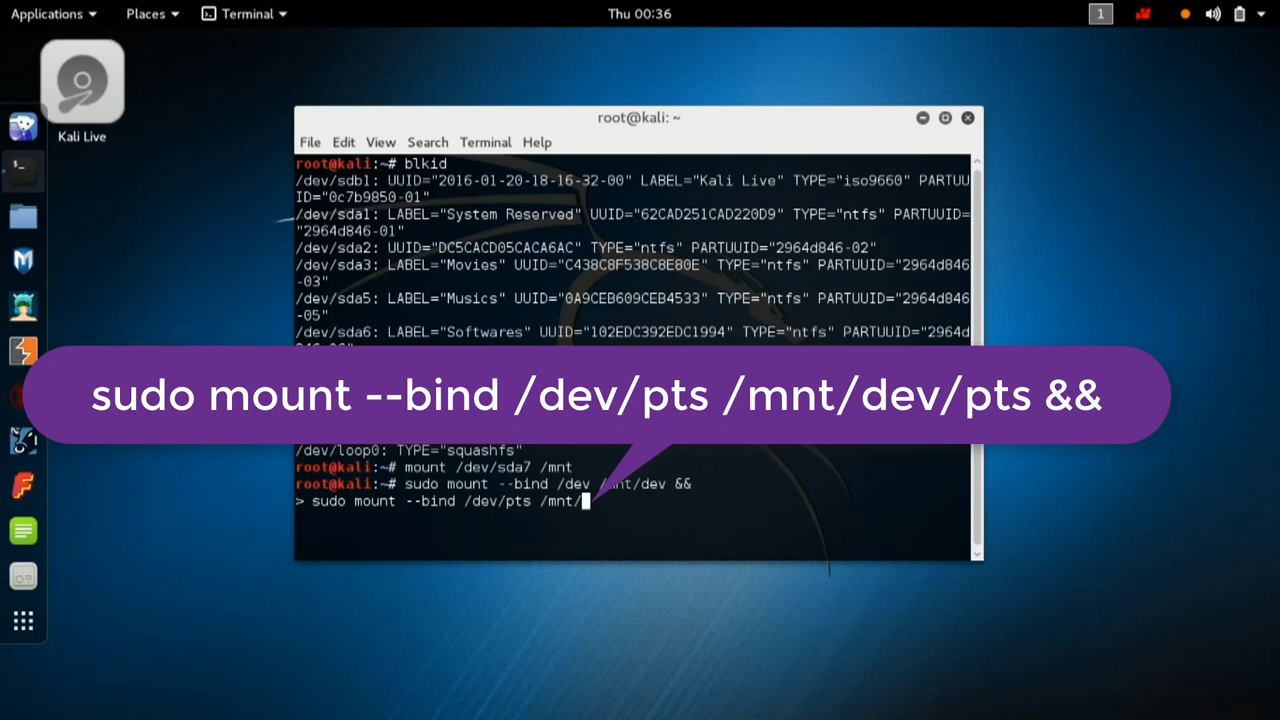 Applications Places Terminal Thu 00:36 1
Kali Live
root@kali: ~
File Edit View Search Terminal Help
root@kali:~# blkid
/dev/sdb1: UUID="2016-01-20-18-16-32-00" LABEL="Kali Live" TYPE="iso9660" PARTUU
ID="0c7b9850-01"
/dev/sda1: LABEL="System Reserved" UUID="62CAD251CAD220D9" TYPE="ntfs" PARTUUID=
"2964d846-01"
/dev/sda2: UUID="DC5CACD05CACA6AC" TYPE="ntfs" PARTUUID="2964d846-02"
/dev/sda3: LABEL="Movies" UUID="C438C8F538C8E80E" TYPE="ntfs" PARTUUID="2964d846
-03"
/dev/sda5: LABEL="Musics" UUID="0A9CEB609CEB4533" TYPE="ntfs" PARTUUID="2964d846
-05"
/dev/sda6: LABEL="Softwares" UUID="102EDC392EDC1994" TYPE="ntfs" PARTUUID="2964d
sudo mount --bind /dev/pts /mnt/dev/pts &&
/dev/loop0: TYPE="squashfs"
root@kali:~# mount /dev/sda7 /mnt
root@kali:~# sudo mount --bind /dev /mnt/dev &&
> sudo mount --bind /dev/pts /mnt/